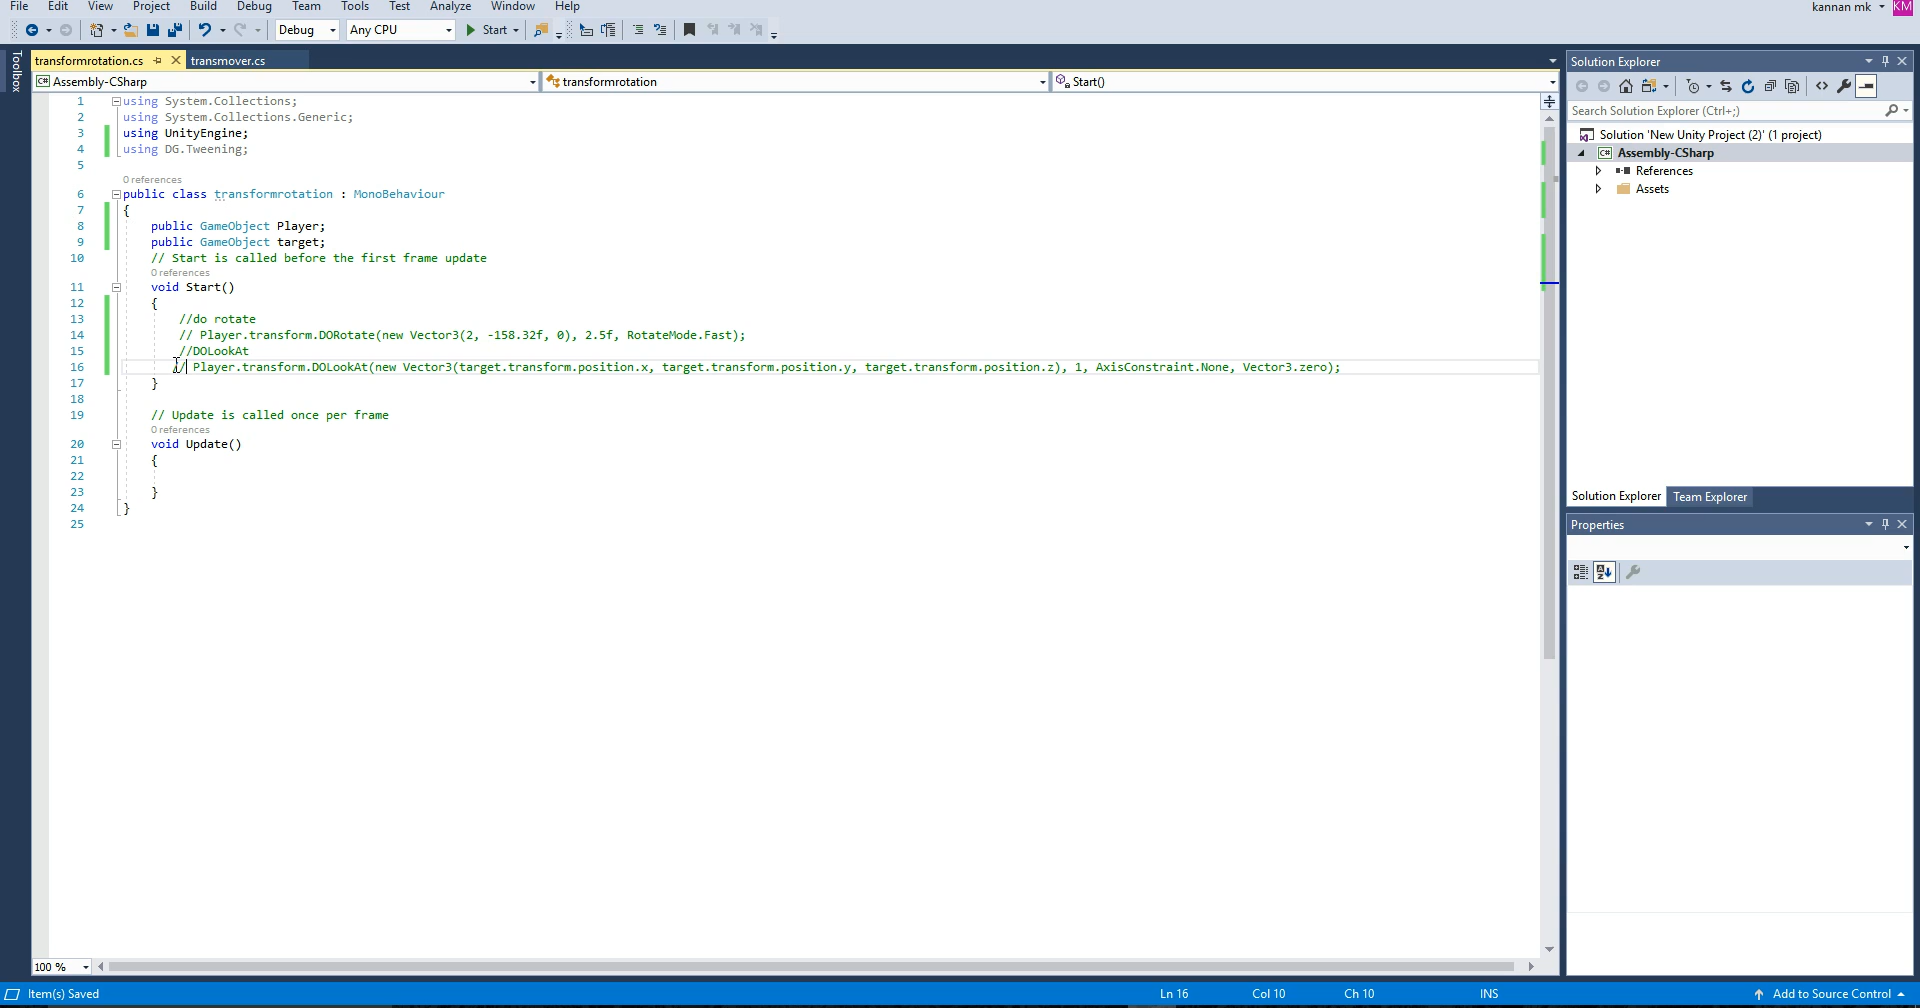 File Edit View Project Build Debug Team Tools Test Analyze Window Help kannan mk KM
Debug Any CPU Start
Toolbox
transformrotation.cs transmover.cs
Assembly-CSharp transformrotation Start()
1 using System.Collections;
2 using System.Collections.Generic;
3 using UnityEngine;
4 using DG.Tweening;
5
0 references
6 public class transformrotation : MonoBehaviour
7 {
8 public GameObject Player;
9 public GameObject target;
10 // Start is called before the first frame update
0 references
11 void Start()
12 {
13 //do rotate
14 // Player.transform.DORotate(new Vector3(2, -158.32f, 0), 2.5f, RotateMode.Fast);
15 //DOLookAt
16 // Player.transform.DOLookAt(new Vector3(target.transform.position.x, target.transform.position.y, target.transform.position.z), 1, AxisConstraint.None, Vector3.zero);
17 }
18
19 // Update is called once per frame
0 references
20 void Update()
21 {
22
23 }
24 }
25
100 %
Solution Explorer
Search Solution Explorer (Ctrl+;)
Solution 'New Unity Project (2)' (1 project)
C# Assembly-CSharp
References
Assets
Solution Explorer Team Explorer
Properties
Item(s) Saved Ln 16 Col 10 Ch 10 INS Add to Source Control